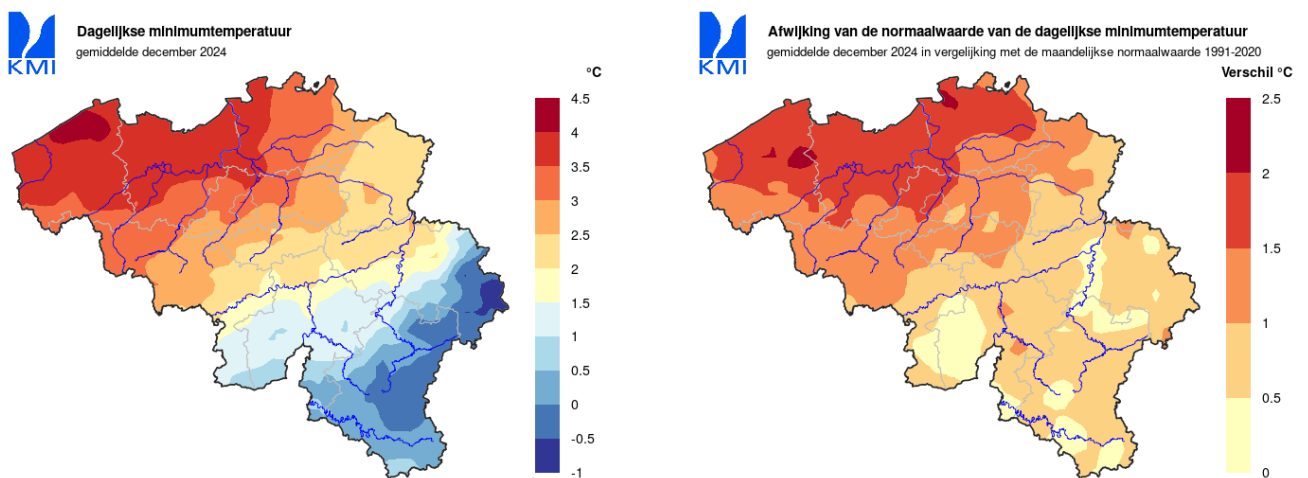 KMI
Dagelijkse minimumtemperatuur
gemiddelde december 2024
°C
4.5
4
3.5
3
2.5
2
1.5
1
0.5
0
-0.5
-1
KMI
Afwijking van de normaalwaarde van de dagelijkse minimumtemperatuur
gemiddelde december 2024 in vergelijking met de maandelijkse normaalwaarde 1991-2020
Verschil °C
2.5
2
1.5
1
0.5
0